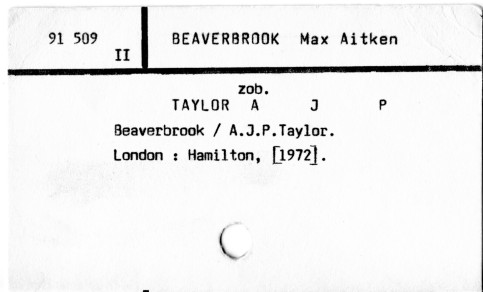 91 509
II
BEAVERBROOK Max Aitken
zob.
TAYLOR A J P
Beaverbrook / A.J.P.Taylor.
London : Hamilton, [1972].